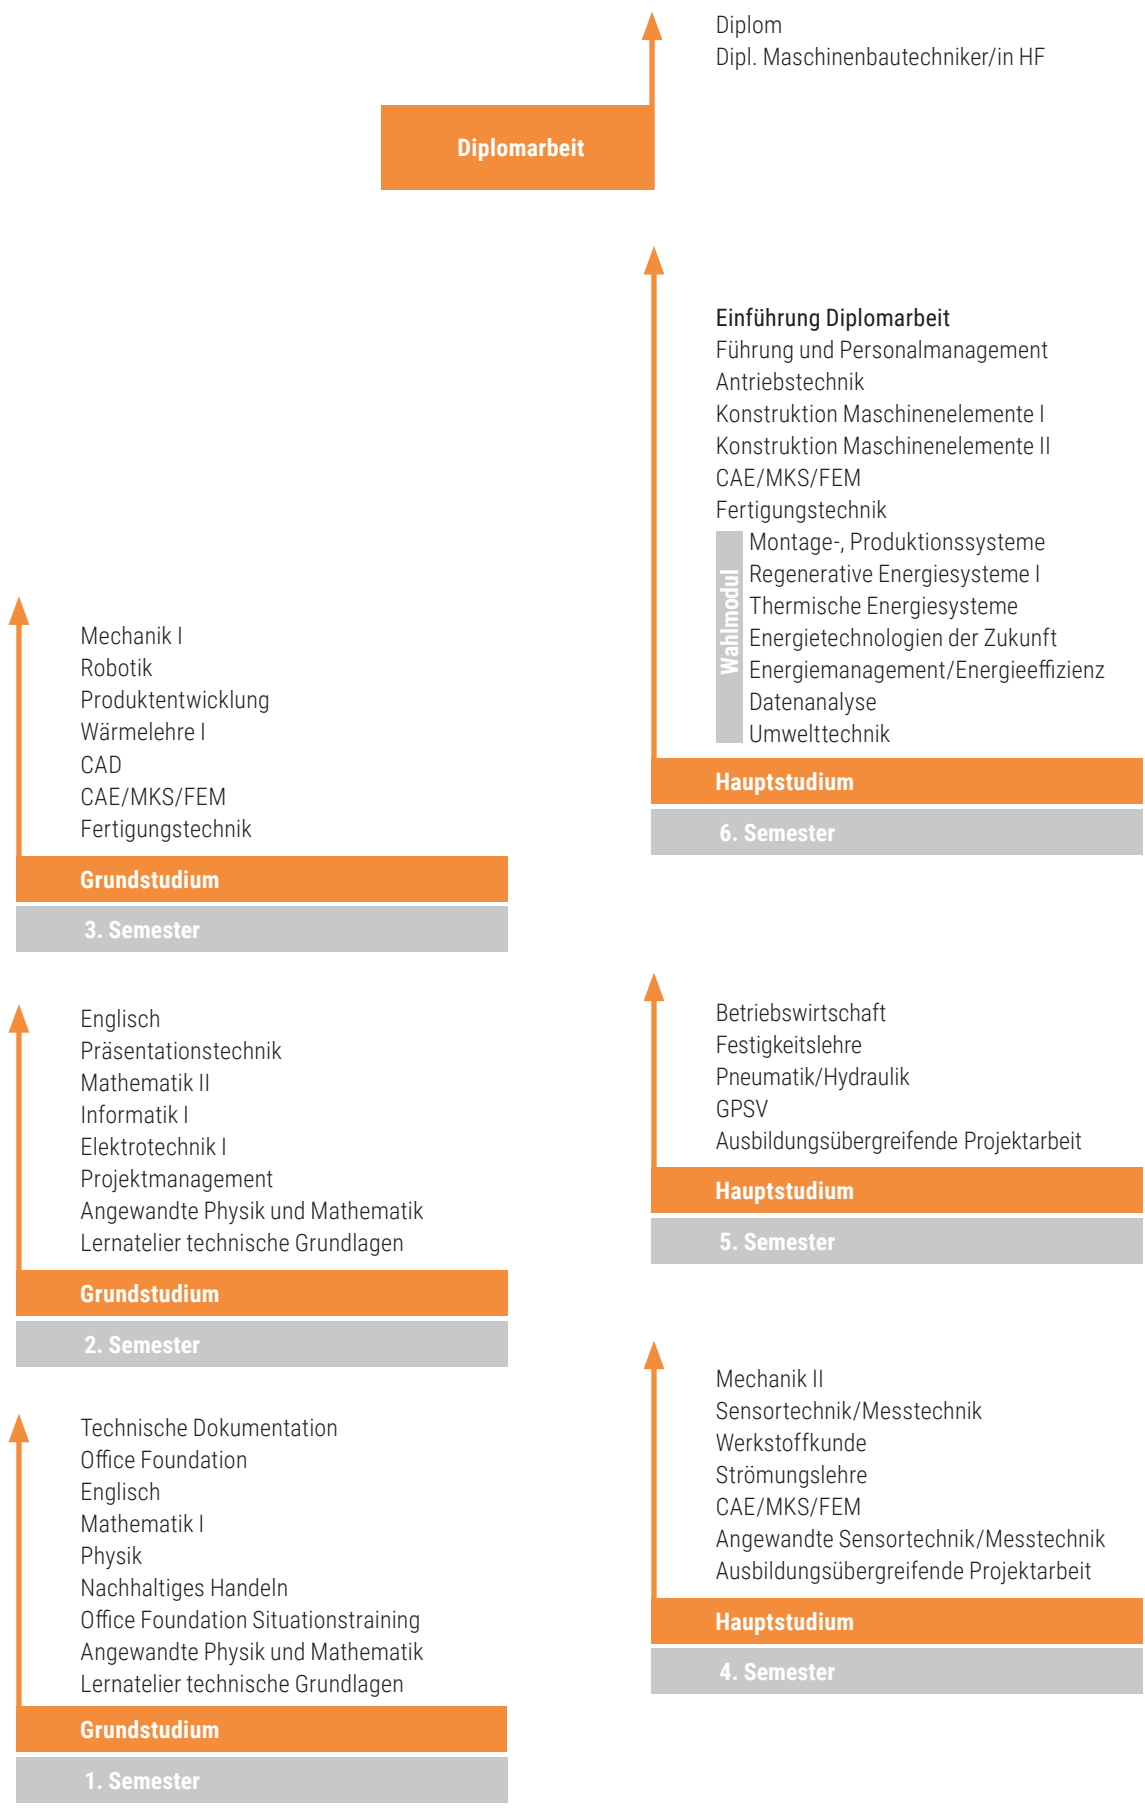 Diplom
Dipl. Maschinenbautechniker/in HF
Diplomarbeit
Einführung Diplomarbeit
Führung und Personalmanagement
Antriebstechnik
Konstruktion Maschinenelemente I
Konstruktion Maschinenelemente II
CAE/MKS/FEM
Fertigungstechnik
Wahlmodul
Montage-, Produktionssysteme
Regenerative Energiesysteme I
Thermische Energiesysteme
Energietechnologien der Zukunft
Energiemanagement/Energieeffizienz
Datenanalyse
Umwelttechnik
Hauptstudium
6. Semester
Mechanik I
Robotik
Produktentwicklung
Wärmelehre I
CAD
CAE/MKS/FEM
Fertigungstechnik
Grundstudium
3. Semester
Betriebswirtschaft
Festigkeitslehre
Pneumatik/Hydraulik
GPSV
Ausbildungsübergreifende Projektarbeit
Hauptstudium
5. Semester
Englisch
Präsentationstechnik
Mathematik II
Informatik I
Elektrotechnik I
Projektmanagement
Angewandte Physik und Mathematik
Lernatelier technische Grundlagen
Grundstudium
2. Semester
Mechanik II
Sensortechnik/Messtechnik
Werkstoffkunde
Strömungslehre
CAE/MKS/FEM
Angewandte Sensortechnik/Messtechnik
Ausbildungsübergreifende Projektarbeit
Hauptstudium
4. Semester
Technische Dokumentation
Office Foundation
Englisch
Mathematik I
Physik
Nachhaltiges Handeln
Office Foundation Situationstraining
Angewandte Physik und Mathematik
Lernatelier technische Grundlagen
Grundstudium
1. Semester